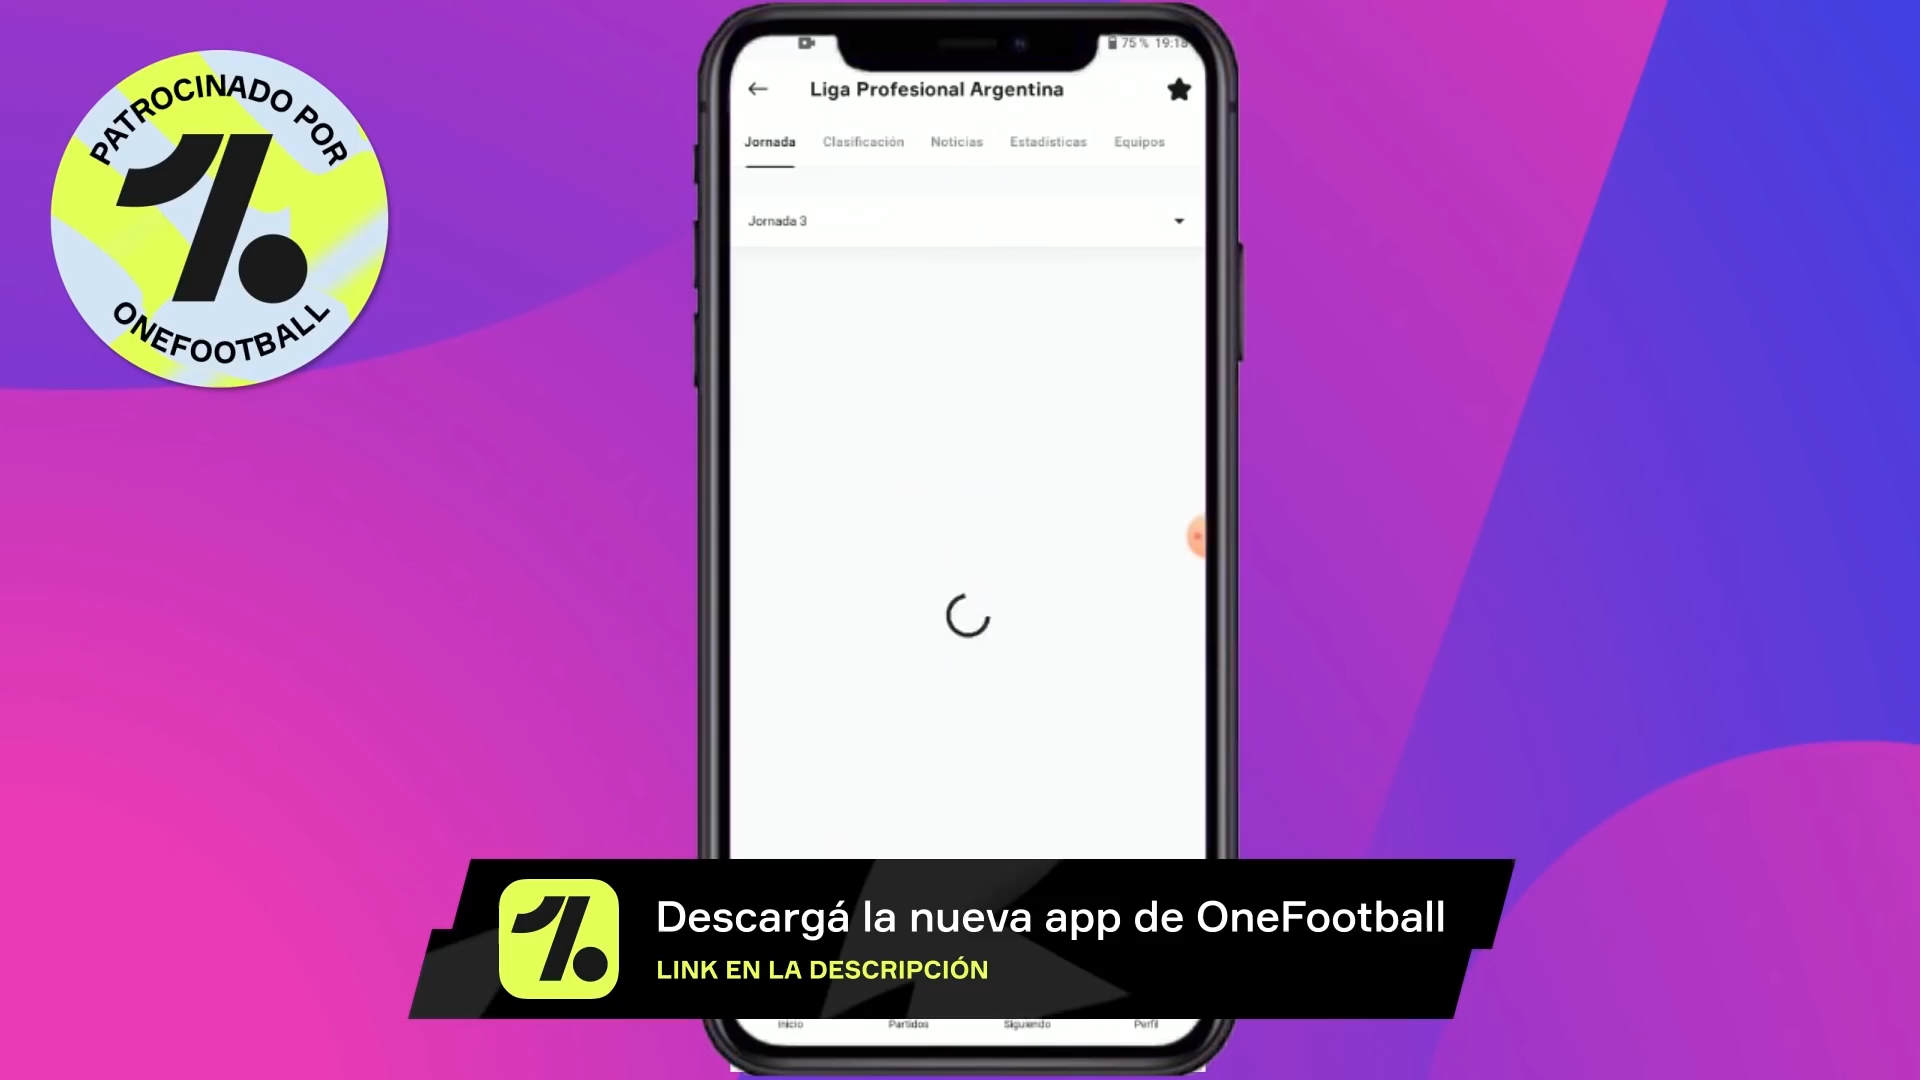 PATROCINADO POR
ONEFOOTBALL
75 % 19:18
Liga Profesional Argentina
Jornada Clasificación Noticias Estadísticas Equipos
Jornada 3
Descargá la nueva app de OneFootball
LINK EN LA DESCRIPCIÓN
Inicio Partidos Siguiendo Perfil